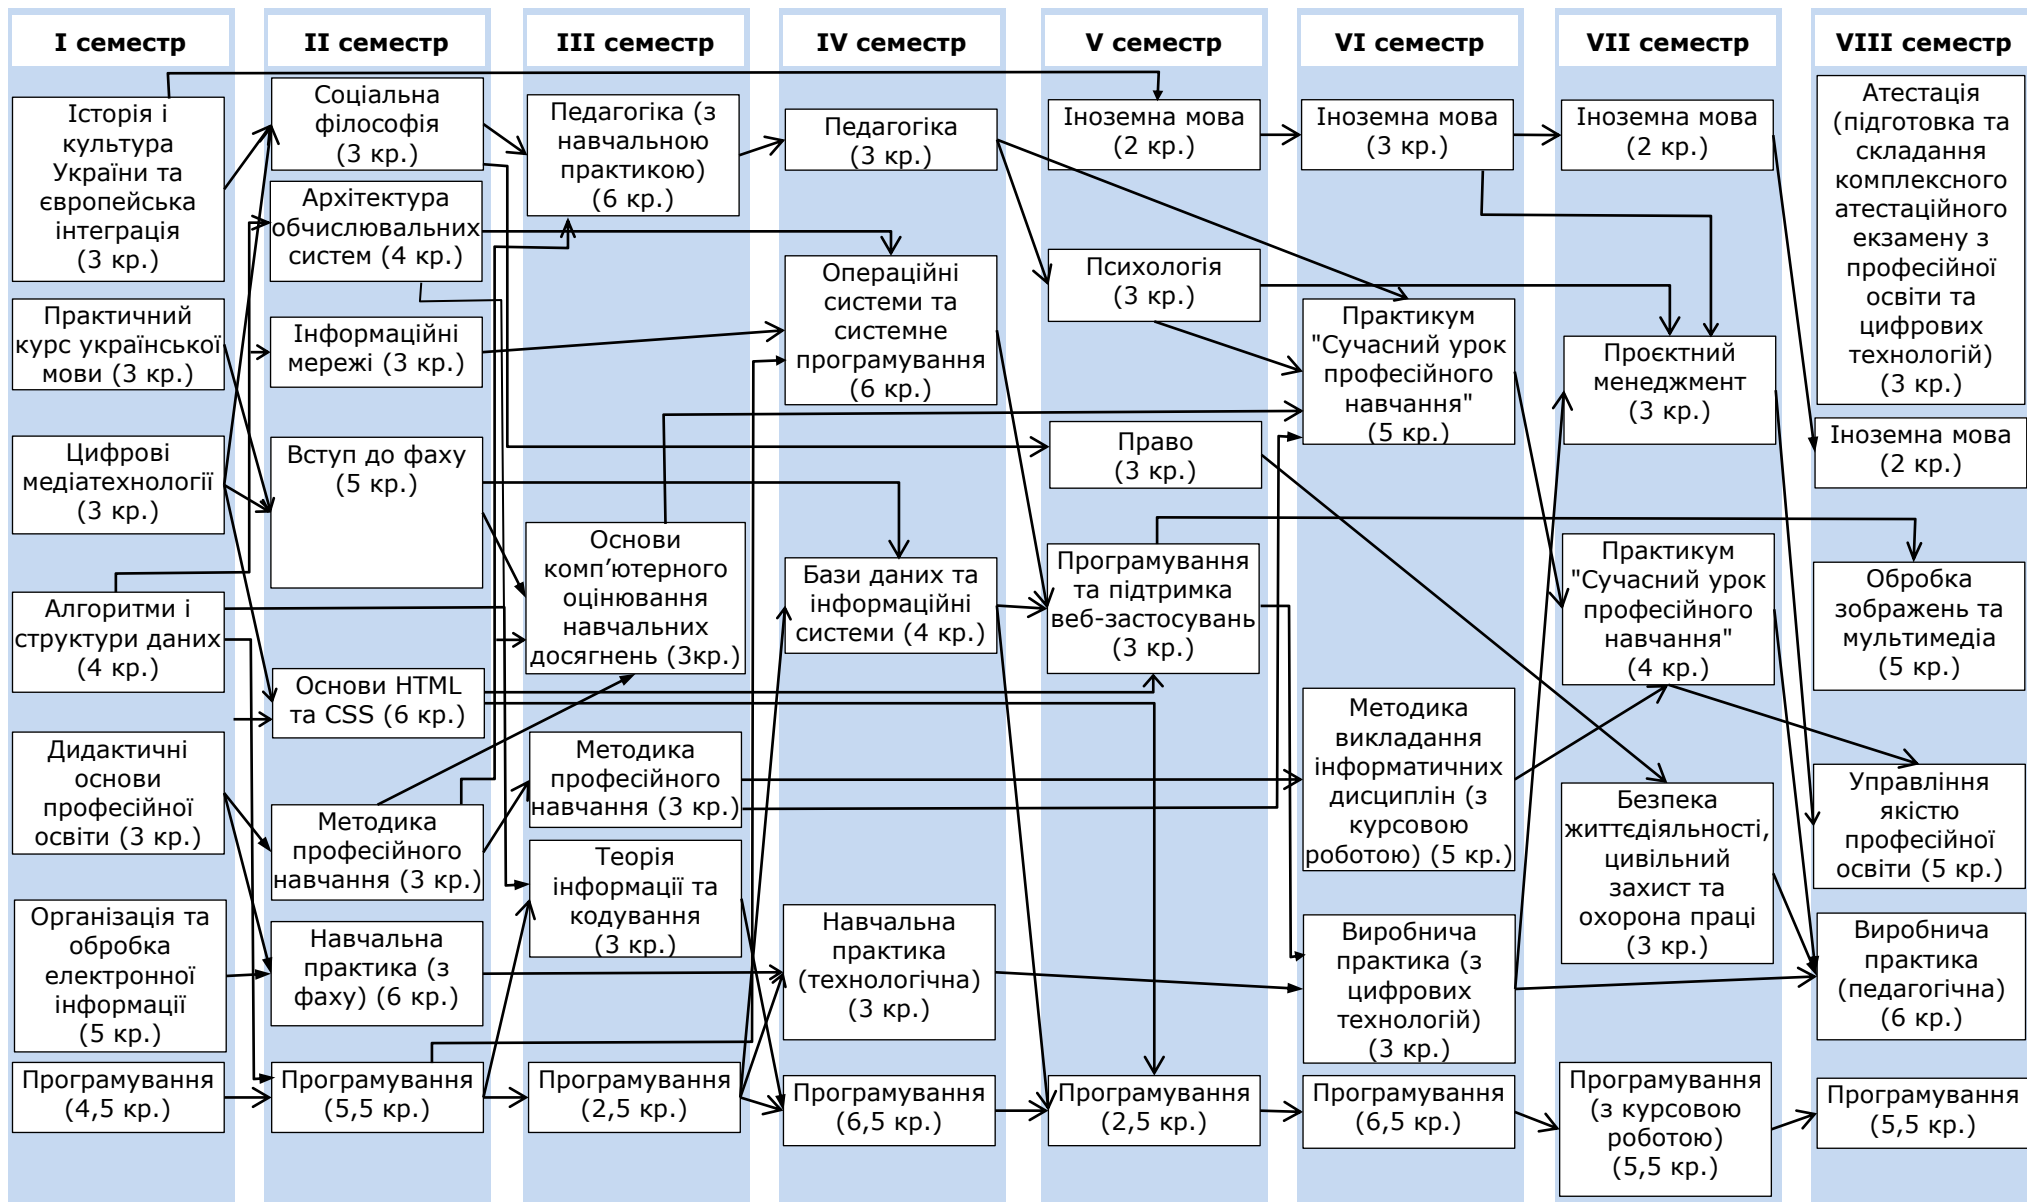 I семестр
Історія і
культура
України та
європейська
інтеграція
(3 кр.)
Практичний
курс української
мови (3 кр.)
Цифрові
медіатехнології
(3 кр.)
Алгоритми і
структури даних
(4 кр.)
Дидактичні
основи
професійної
освіти (3 кр.)
Організація та
обробка
електронної
інформації
(5 кр.)
Програмування
(4,5 кр.)
II семестр
Соціальна
філософія
(3 кр.)
Архітектура
обчислювальних
систем (4 кр.)
Інформаційні
мережі (3 кр.)
Вступ до фаху
(5 кр.)
Основи HTML
та CSS (6 кр.)
Методика
професійного
навчання (3 кр.)
Навчальна
практика (з
фаху) (6 кр.)
Програмування
(5,5 кр.)
III семестр
Педагогіка (з
навчальною
практикою)
(6 кр.)
Основи
комп’ютерного
оцінювання
навчальних
досягнень (3кр.)
Методика
професійного
навчання (3 кр.)
Теорія
інформації та
кодування
(3 кр.)
Програмування
(2,5 кр.)
IV семестр
Педагогіка
(3 кр.)
Операційні
системи та
системне
програмування
(6 кр.)
Бази даних та
інформаційні
системи (4 кр.)
Навчальна
практика
(технологічна)
(3 кр.)
Програмування
(6,5 кр.)
V семестр
Іноземна мова
(2 кр.)
Психологія
(3 кр.)
Право
(3 кр.)
Програмування
та підтримка
веб-застосувань
(3 кр.)
Програмування
(2,5 кр.)
VI семестр
Іноземна мова
(3 кр.)
Практикум
"Сучасний урок
професійного
навчання"
(5 кр.)
Методика
викладання
інформатичних
дисциплін (з
курсовою
роботою) (5 кр.)
Виробнича
практика (з
цифрових
технологій)
(3 кр.)
Програмування
(6,5 кр.)
VII семестр
Іноземна мова
(2 кр.)
Проєктний
менеджмент
(3 кр.)
Практикум
"Сучасний урок
професійного
навчання"
(4 кр.)
Безпека
життєдіяльності,
цивільний
захист та
охорона праці
(3 кр.)
Програмування
(з курсовою
роботою)
(5,5 кр.)
VIII семестр
Атестація
(підготовка та
складання
комплексного
атестаційного
екзамену з
професійної
освіти та
цифрових
технологій)
(3 кр.)
Іноземна мова
(2 кр.)
Обробка
зображень та
мультимедіа
(5 кр.)
Управління
якістю
професійної
освіти (5 кр.)
Виробнича
практика
(педагогічна)
(6 кр.)
Програмування
(5,5 кр.)